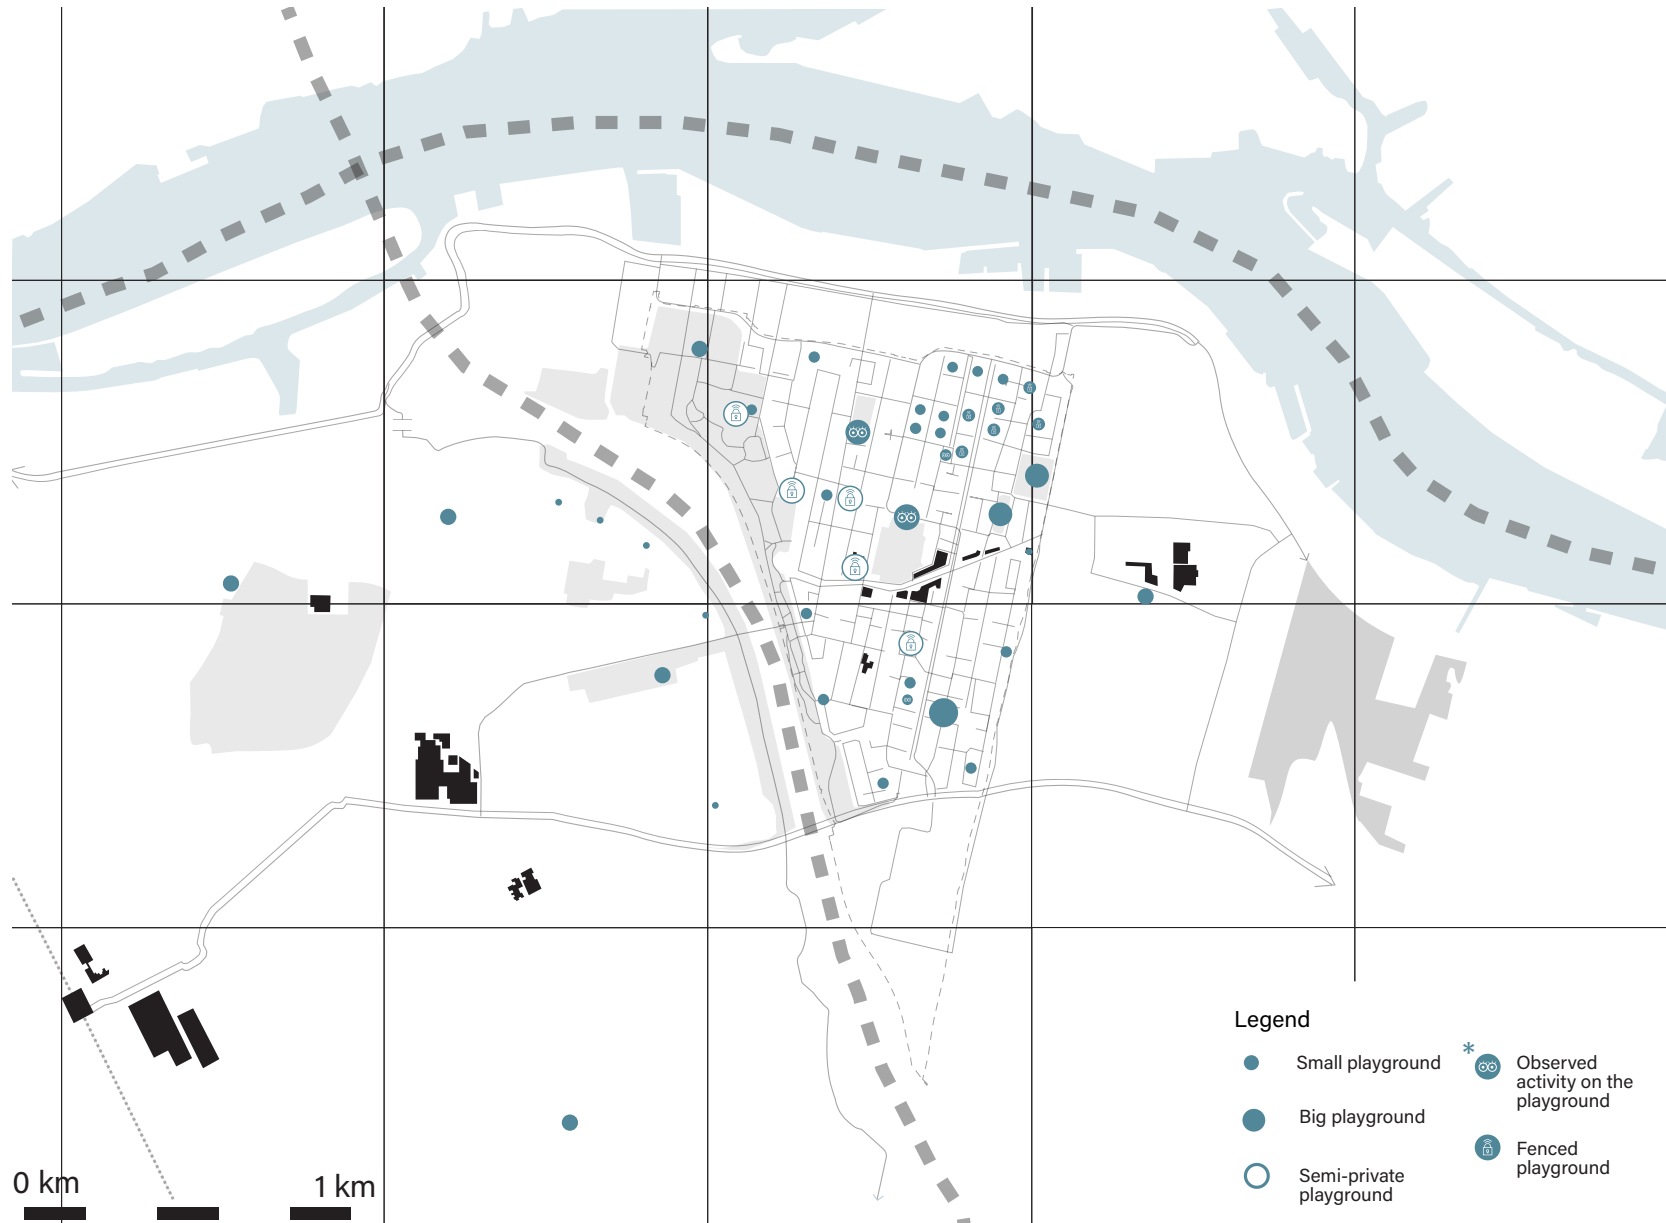 Legend
Small playground
Big playground
Semi-private
playground
*
Observed
activity on the
playground
Fenced
playground
0 km
1 km